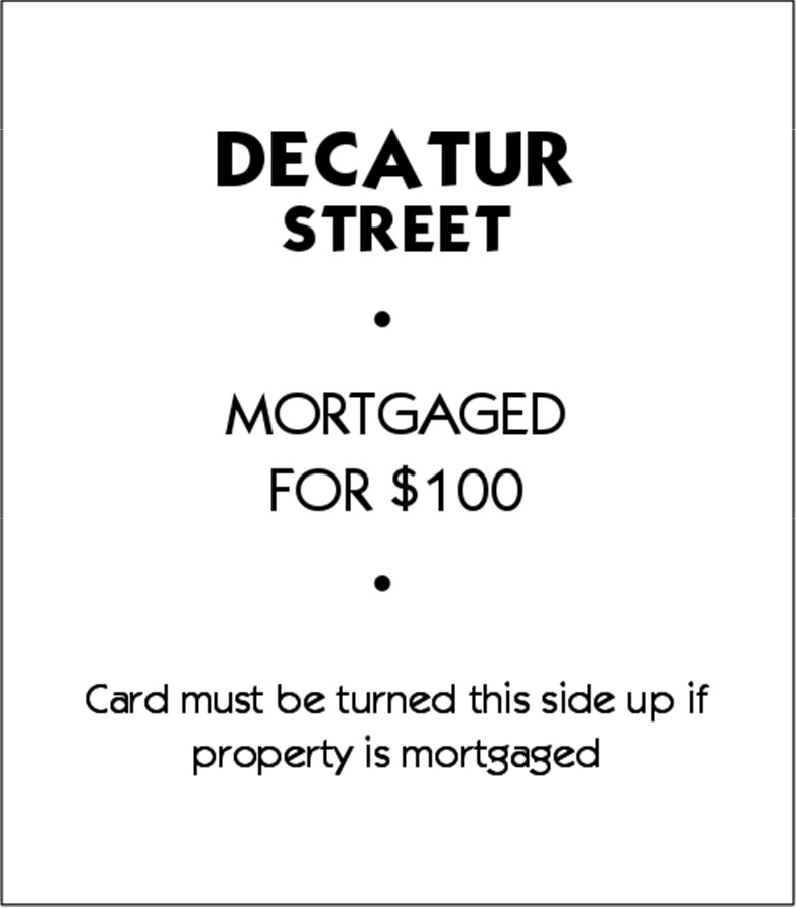 DECATUR
STREET
•
MORTGAGED
FOR $100
•
Card must be turned this side up if
property is mortgaged